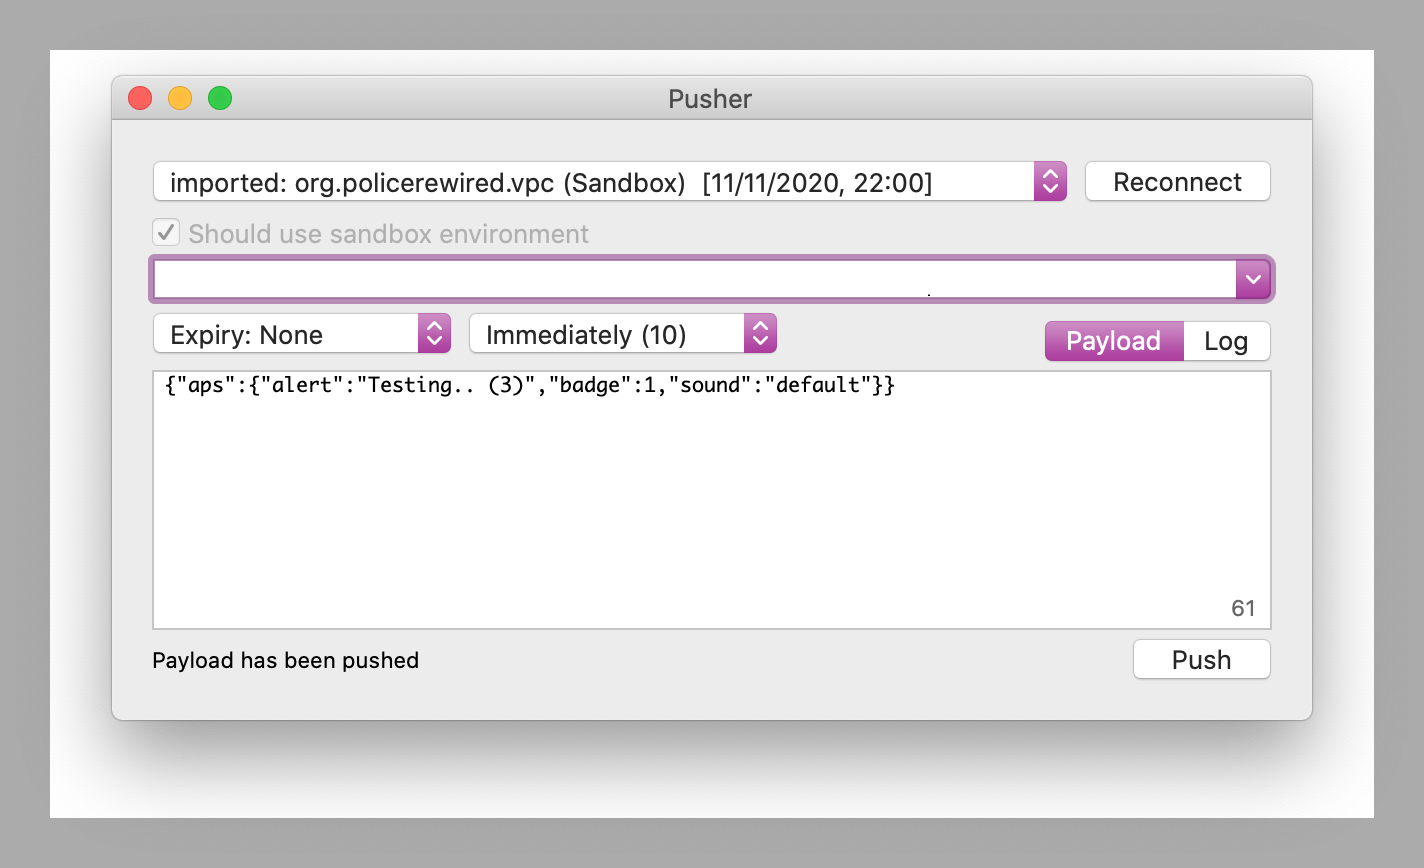 Pusher
imported: org.policerewired.vpc (Sandbox) [11/11/2020, 22:00]
Reconnect
Should use sandbox environment
Expiry: None
Immediately (10)
Payload
Log
{"aps":{"alert":"Testing.. (3)","badge":1,"sound":"default"}}
61
Payload has been pushed
Push